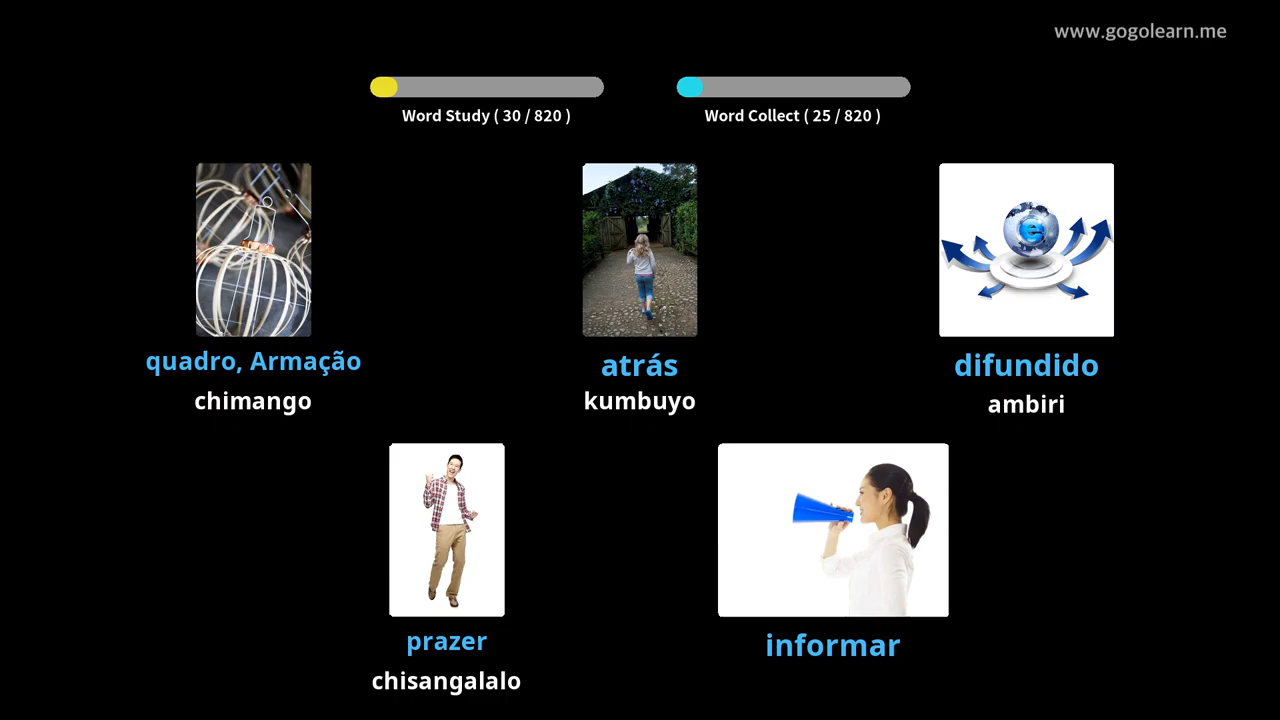 www.gogolearn.me
Word Study ( 30 / 820 )
Word Collect ( 25 / 820 )
quadro, Armação
chimango
atrás
kumbuyo
difundido
ambiri
prazer
chisangalalo
informar